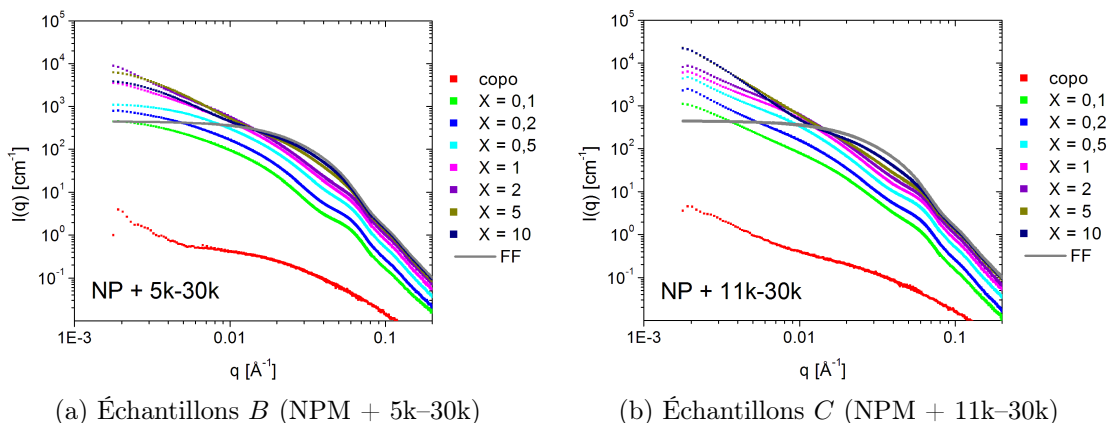 10^5
10^4
10^3
10^2
10^1
10^0
10^-1
I(q) [cm^-1]
1E-3
0.01
0.1
q [Å^-1]
NP + 5k-30k
copo
X = 0,1
X = 0,2
X = 0,5
X = 1
X = 2
X = 5
X = 10
FF
(a) Échantillons B (NPM + 5k–30k)
10^5
10^4
10^3
10^2
10^1
10^0
10^-1
I(q) [cm^-1]
1E-3
0.01
0.1
q [Å^-1]
NP + 11k-30k
copo
X = 0,1
X = 0,2
X = 0,5
X = 1
X = 2
X = 5
X = 10
FF
(b) Échantillons C (NPM + 11k–30k)